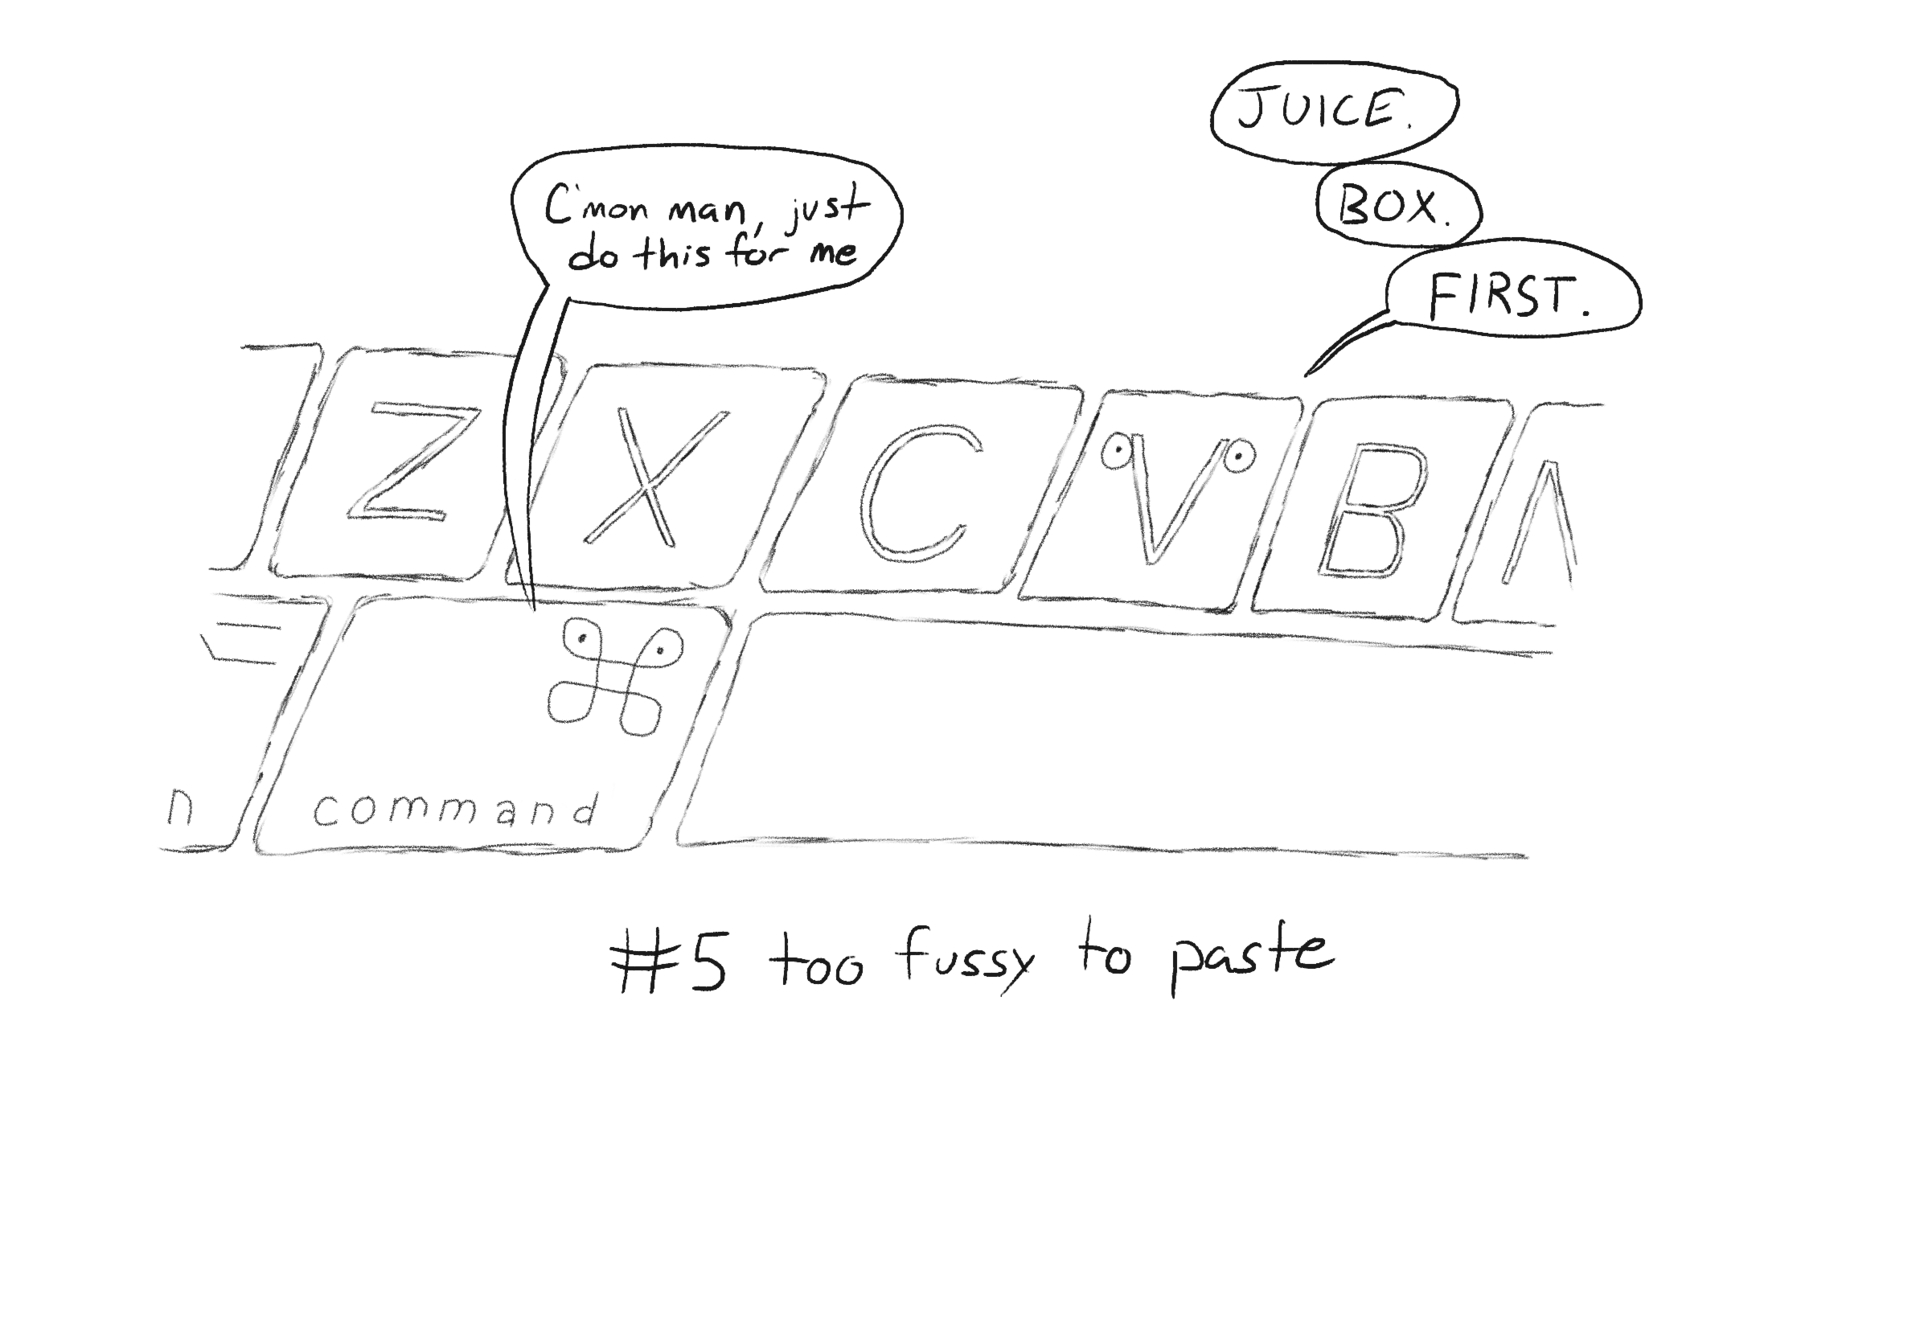 JUICE.
BOX.
FIRST.
C'mon man, just
do this for me
Z X C V B N
n command
#5 too fussy to paste